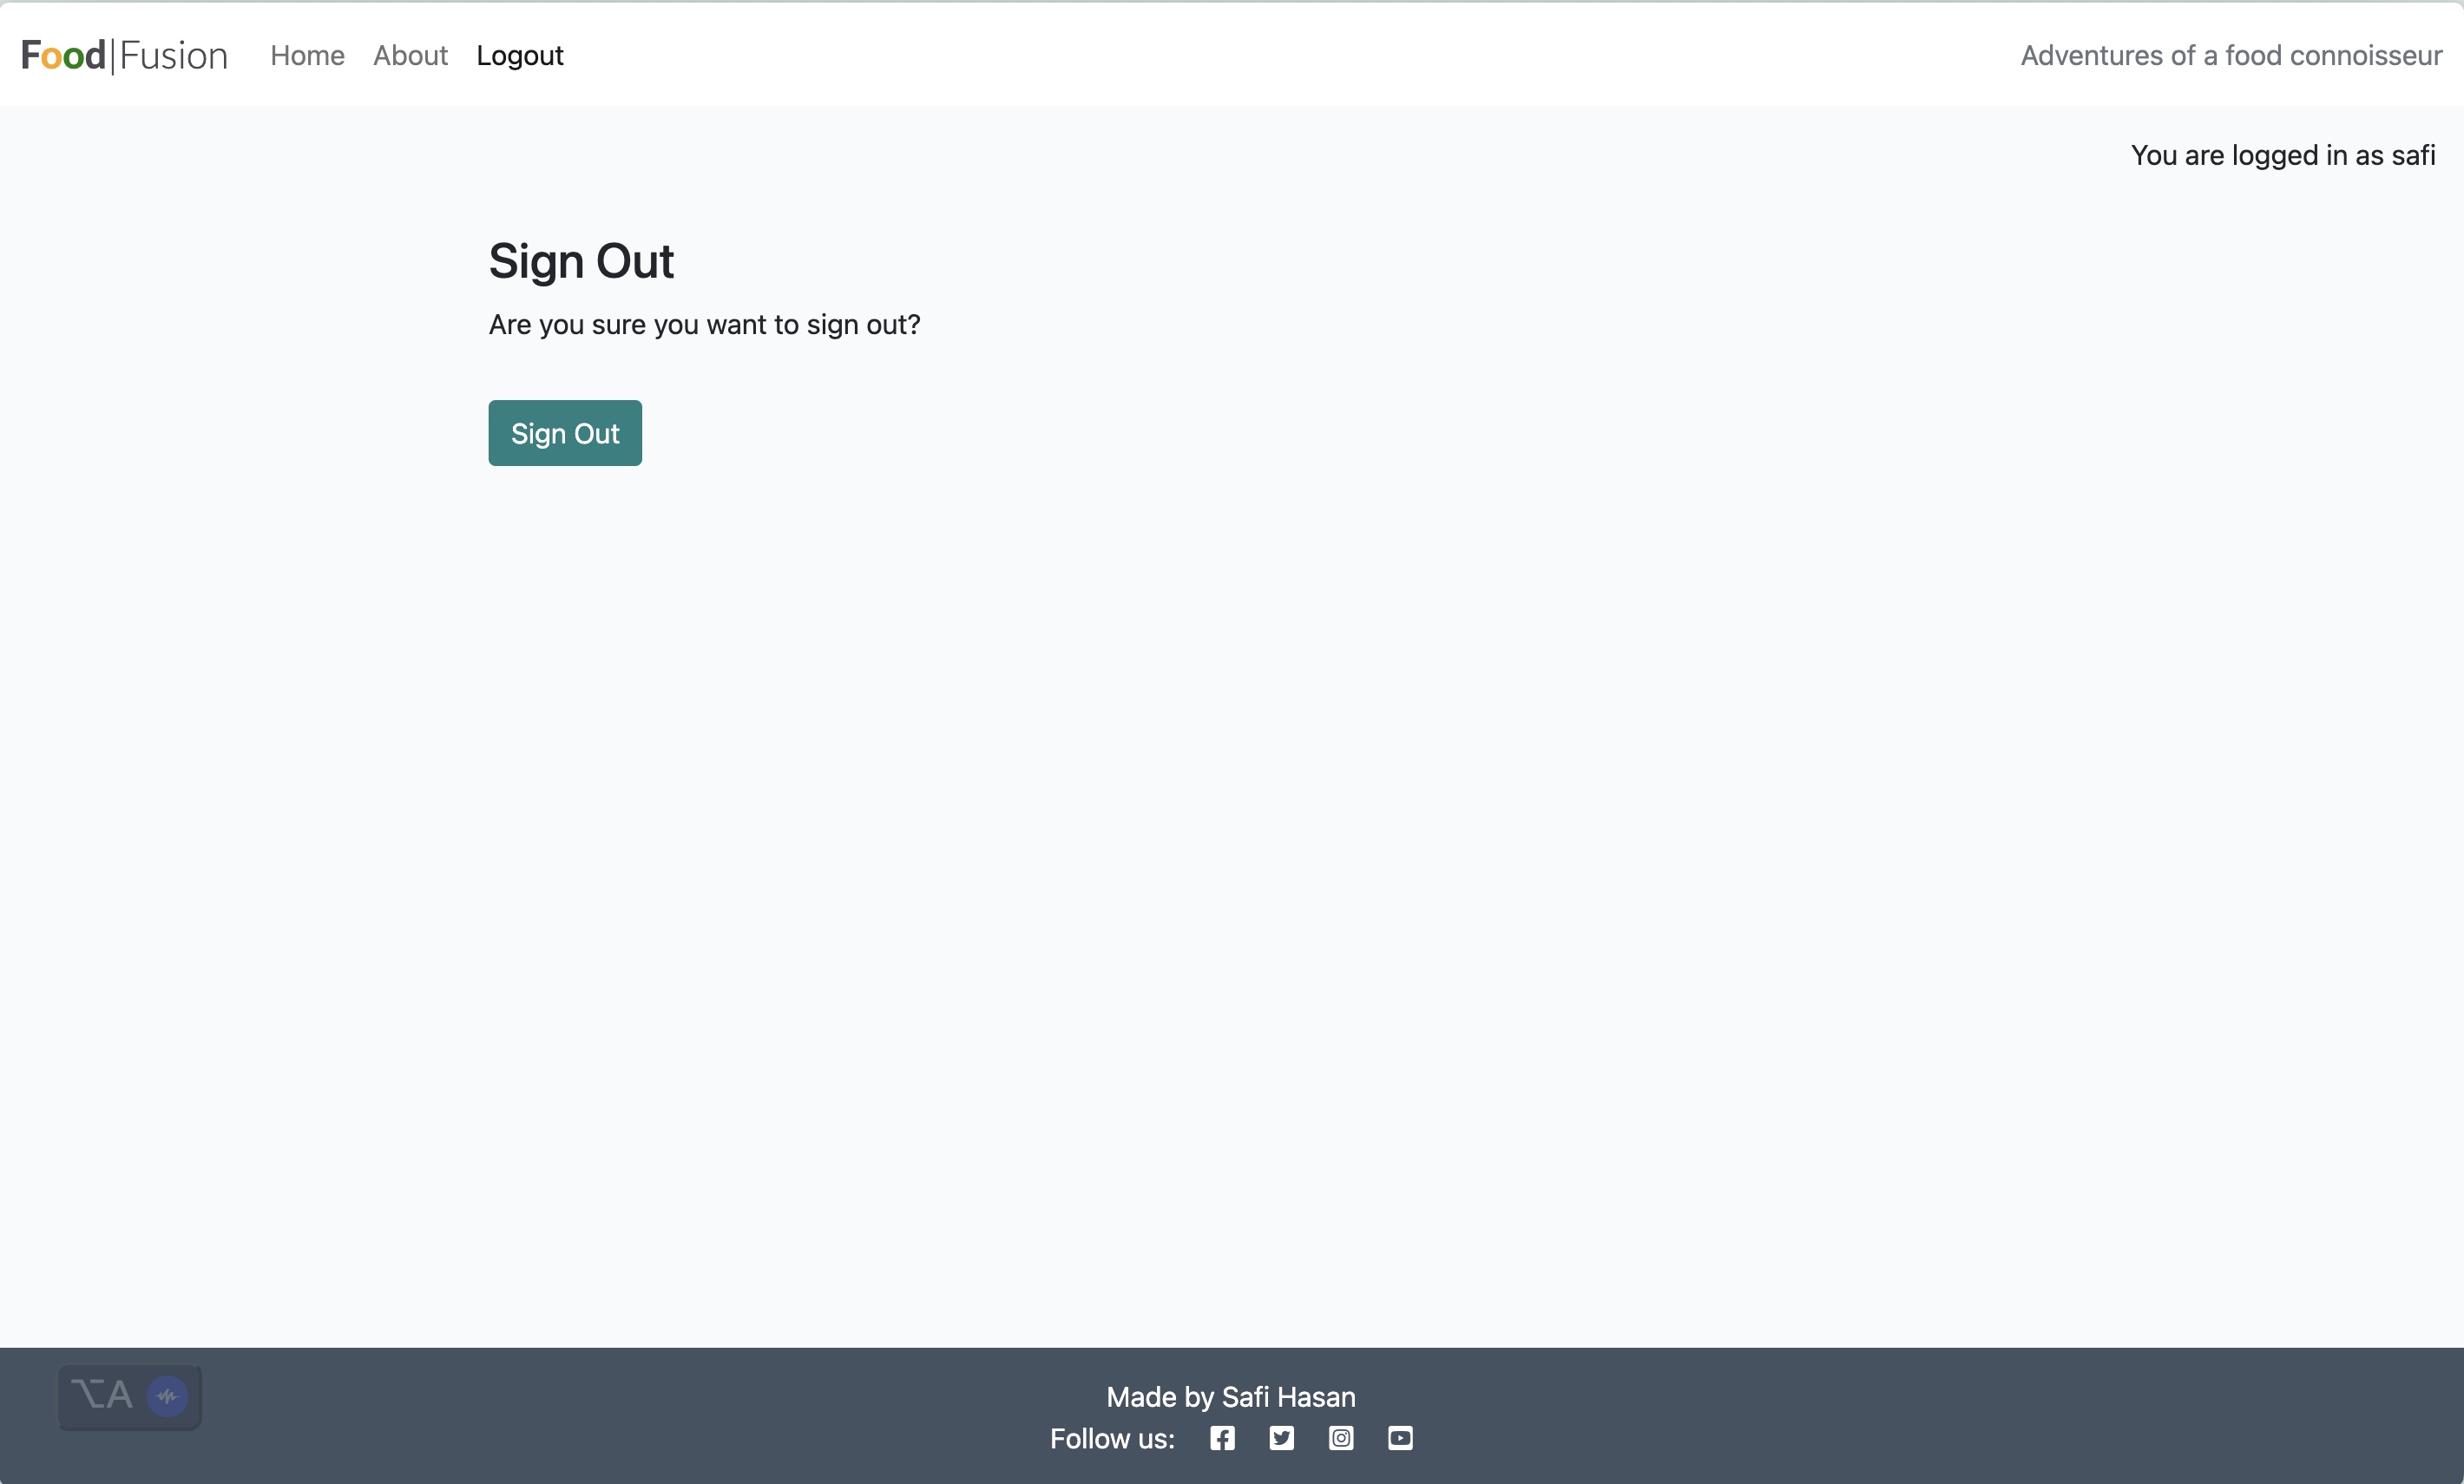 Food|Fusion Home About Logout Adventures of a food connoisseur
You are logged in as safi
Sign Out
Are you sure you want to sign out?
Sign Out
⌥A
Made by Safi Hasan
Follow us: